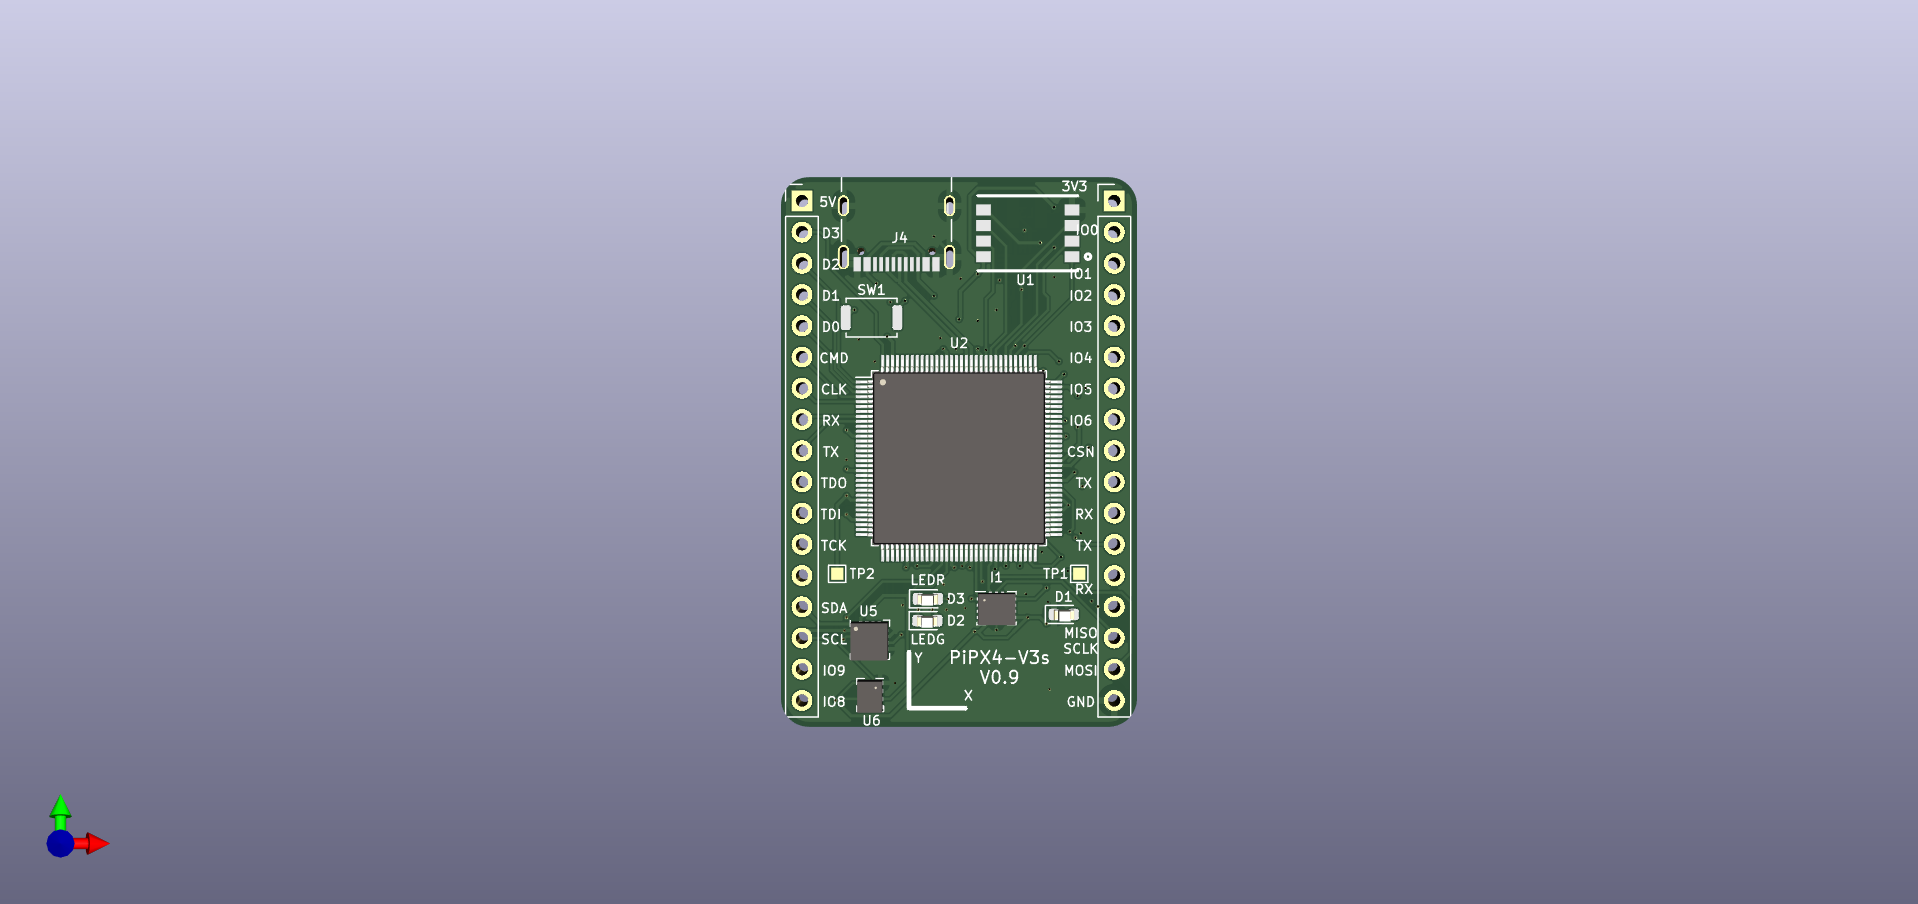 3V3
5V
IO0
D3
J4
D2
IO1
U1
SW1
D1
IO2
D0
IO3
U2
CMD
IO4
CLK
IO5
RX
IO6
TX
CSN
TDO
TX
TDI
RX
TCK
TX
TP2
I1
TP1
LEDR
RX
D3
D1
SDA
U5
D2
MISO
SCL
LEDG
SCLK
Y
PiPX4-V3s
V0.9
IO9
MOSI
X
IO8
GND
U6